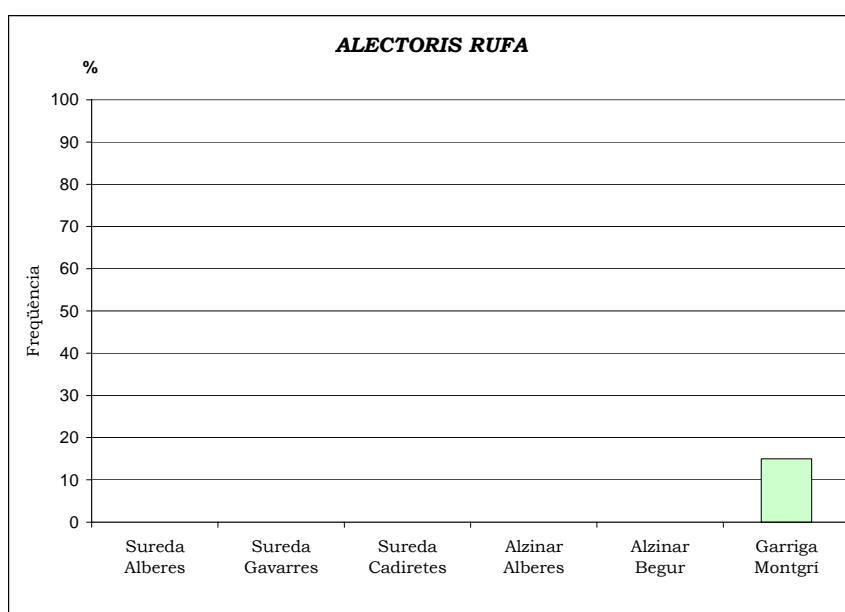 ALECTORIS RUFA
%
100
90
80
70
60
50
40
30
20
10
0
Freqüència
Sureda Alberes
Sureda Gavarres
Sureda Cadiretes
Alzinar Alberes
Alzinar Begur
Garriga Montgrí